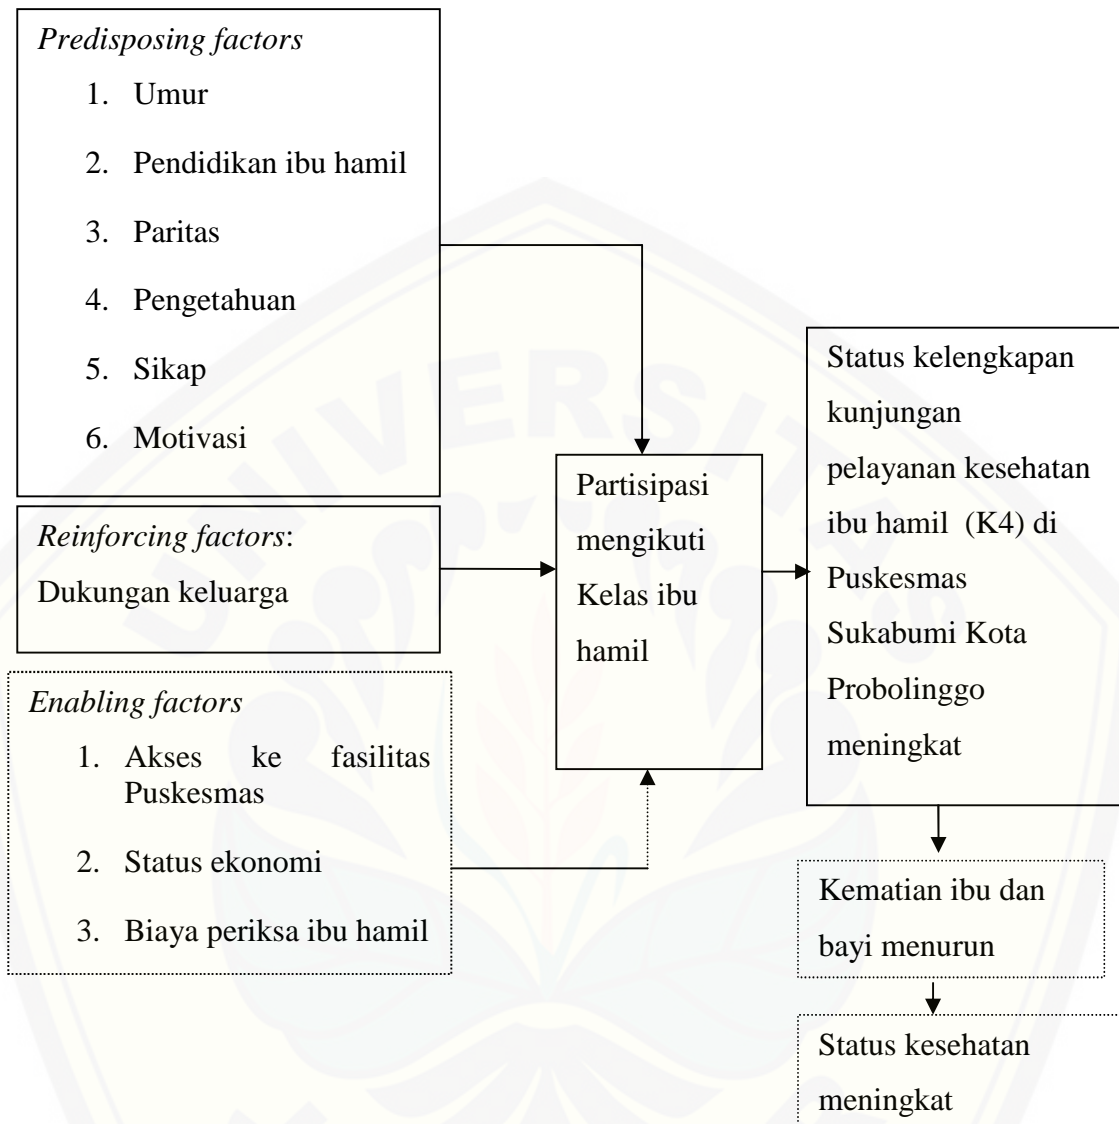 Predisposing factors
1. Umur
2. Pendidikan ibu hamil
3. Paritas
4. Pengetahuan
5. Sikap
6. Motivasi
Reinforcing factors:
Dukungan keluarga
Enabling factors
1. Akses ke fasilitas
Puskesmas
2. Status ekonomi
3. Biaya periksa ibu hamil
Partisipasi
mengikuti
Kelas ibu
hamil
Status kelengkapan
kunjungan
pelayanan kesehatan
ibu hamil (K4) di
Puskesmas
Sukabumi Kota
Probolinggo
meningkat
Kematian ibu dan
bayi menurun
Status kesehatan
meningkat
UNIVERSITAS